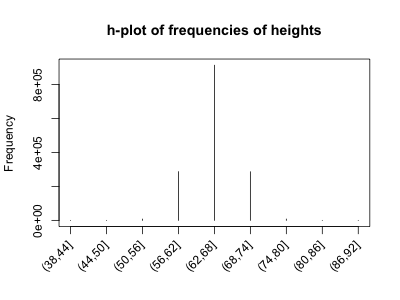 h-plot of frequencies of heights
Frequency
8e+05
4e+05
0e+00
(38,44]
(44,50]
(50,56]
(56,62]
(62,68]
(68,74]
(74,80]
(80,86]
(86,92]